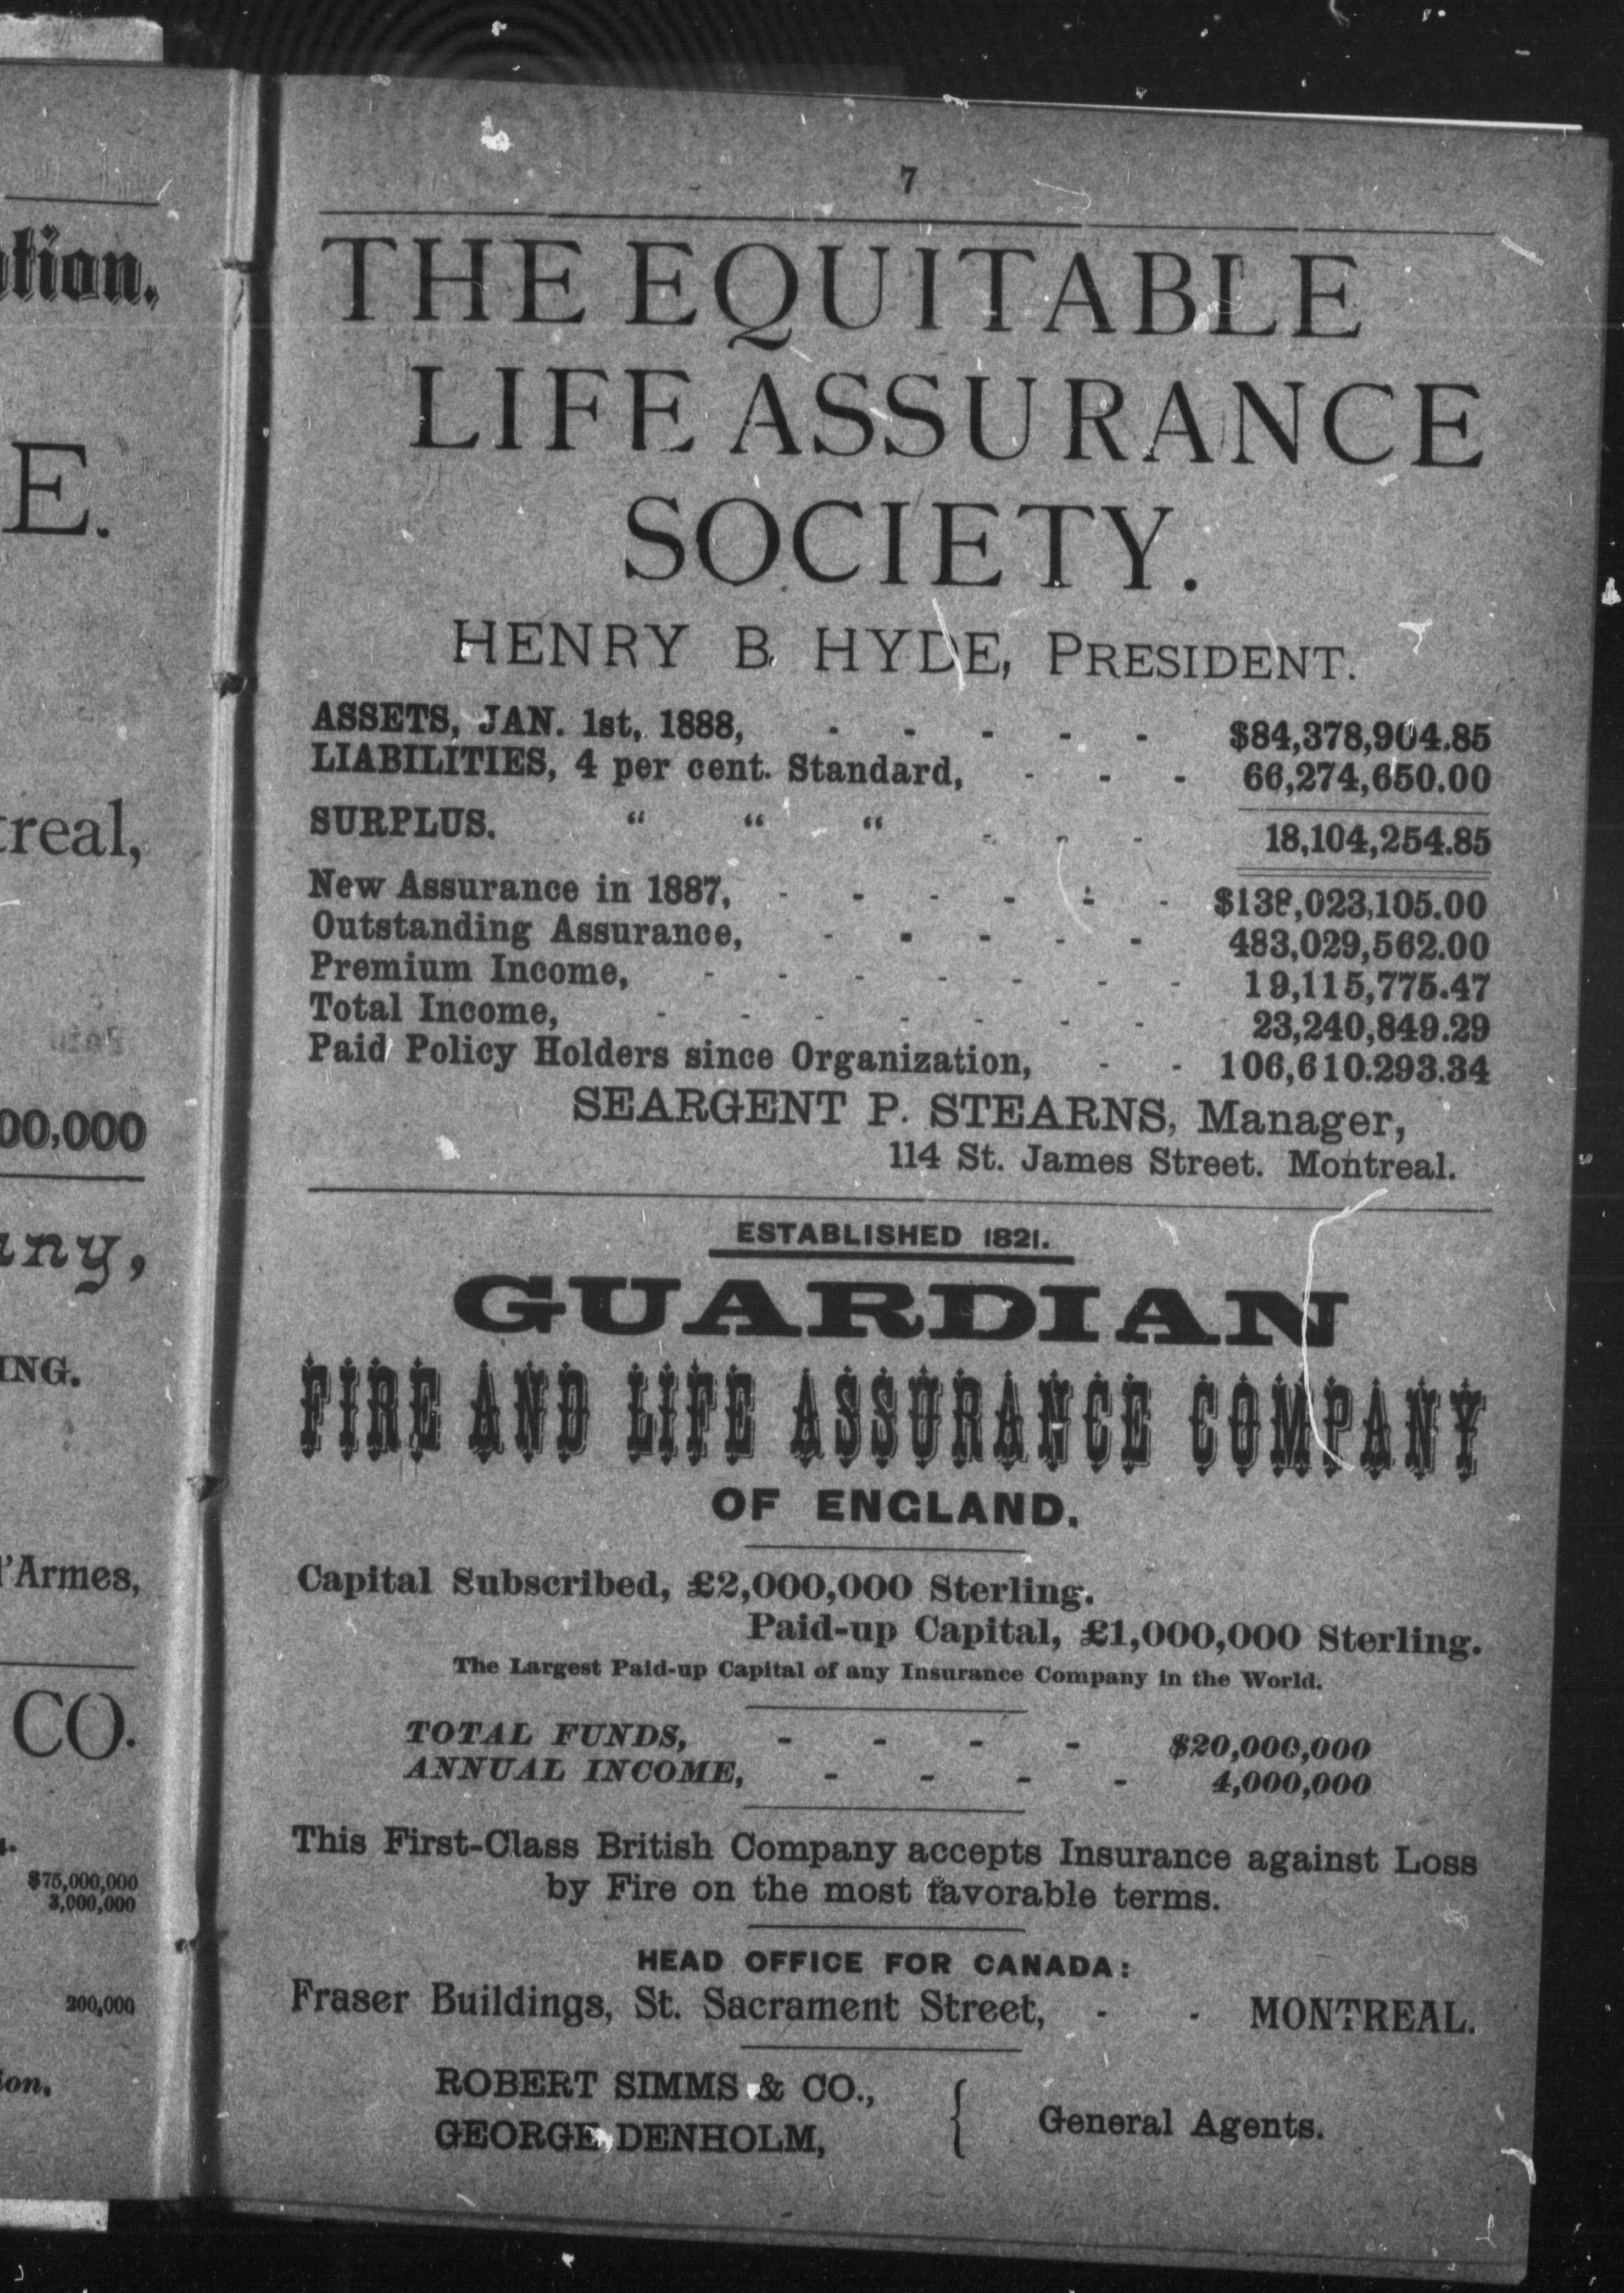 tion.
E.
treal,
00,000
any,
ING.
d'Armes,
CO.
$75,000,000
3,000,000
200,000
ion.
7
THE EQUITABLE
LIFE ASSURANCE
SOCIETY.
HENRY B. HYDE, PRESIDENT.
ASSETS, JAN. 1st, 1888, - - - - - $84,378,904.85
LIABILITIES, 4 per cent. Standard, - - - 66,274,650.00
SURPLUS. " " " - - - 18,104,254.85
New Assurance in 1887, - - - - - - $138,023,105.00
Outstanding Assurance, - - - - - 483,029,562.00
Premium Income, - - - - - - - 19,115,775.47
Total Income, - - - - - - - 23,240,849.29
Paid Policy Holders since Organization, - - 106,610.293.34
SEARGENT P. STEARNS, Manager,
114 St. James Street. Montreal.
ESTABLISHED 1821.
GUARDIAN
FIRE AND LIFE ASSURANCE COMPANY
OF ENGLAND.
Capital Subscribed, £2,000,000 Sterling.
Paid-up Capital, £1,000,000 Sterling.
The Largest Paid-up Capital of any Insurance Company in the World.
TOTAL FUNDS, - - - - $20,000,000
ANNUAL INCOME, - - - - 4,000,000
This First-Class British Company accepts Insurance against Loss
by Fire on the most favorable terms.
HEAD OFFICE FOR CANADA:
Fraser Buildings, St. Sacrament Street, - - MONTREAL.
ROBERT SIMMS & CO.,
GEORGE DENHOLM, } General Agents.